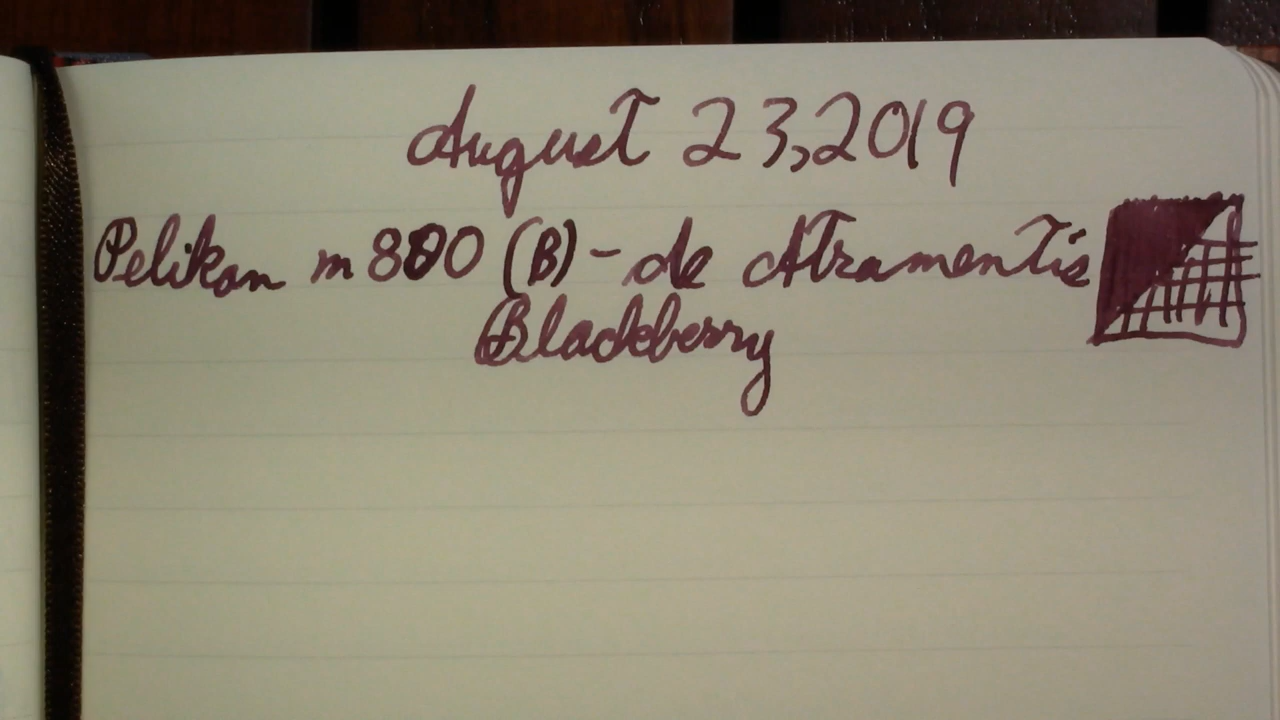 August 23, 2019
Pelikan m800 (B) - de Atramentis
Blackberry